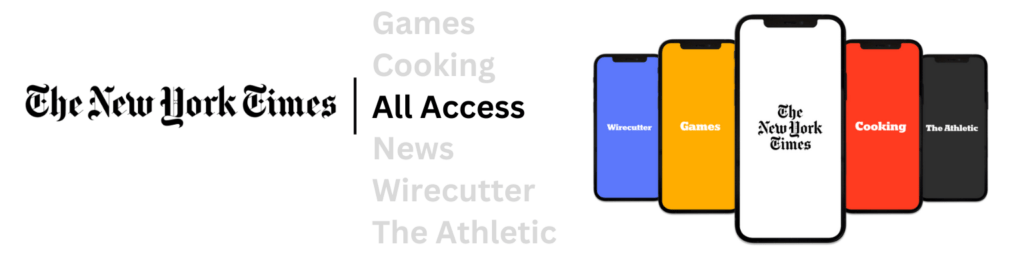 The New York Times
Games
Cooking
All Access
News
Wirecutter
The Athletic
Wirecutter
Games
The
New York
Times
Cooking
The Athletic